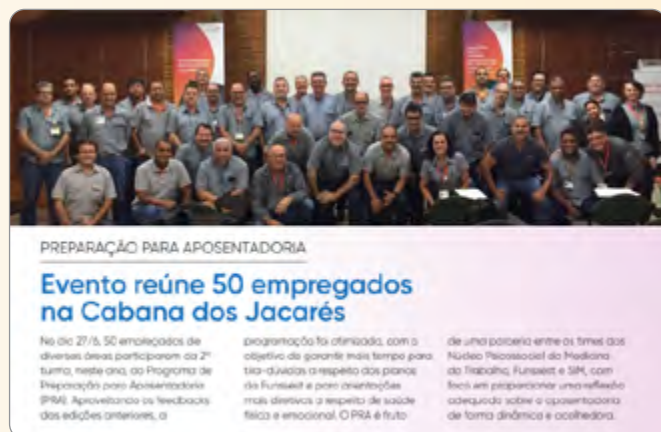 PREPARAÇÃO PARA APOSENTADORIA
Evento reúne 50 empregados
na Cabana dos Jacarés
No dia 27/6, 50 empregados de
diversas áreas participaram da 2ª
turma, neste ano, do Programa de
Preparação para Aposentadoria
(PRA). Aproveitando os feedbacks
das edições anteriores, a
programação foi otimizada, com o
objetivo de garantir mais tempo para
tira-dúvidas a respeito dos planos
da Funssest e para orientações
mais diretivas a respeito de saúde
física e emocional. O PRA é fruto
de uma parceria entre os times dos
Núcleo Psicossocial da Medicina
do Trabalho, Funssest e SIM, com
foco em proporcionar uma reflexão
adequada sobre a aposentadoria
de forma dinâmica e acolhedora.